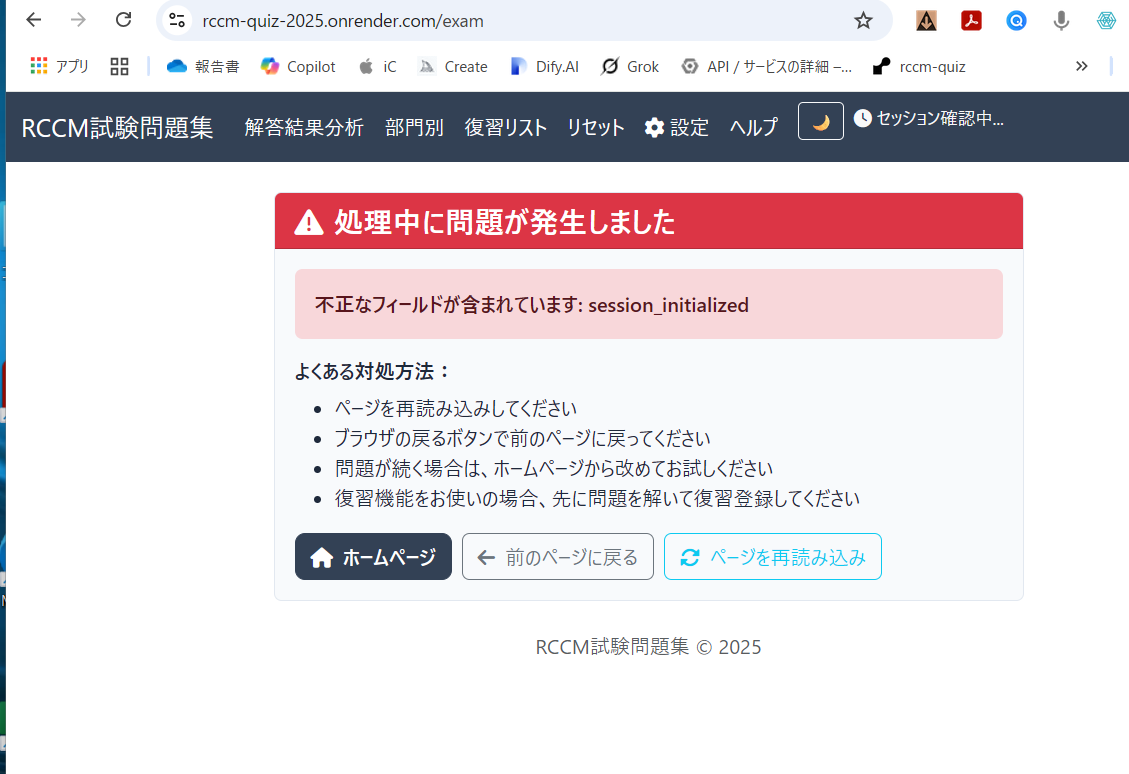 rccm-quiz-2025.onrender.com/exam
アプリ 報告書 Copilot iC Create Dify.AI Grok API / サービスの詳細 –... rccm-quiz »
RCCM試験問題集 解答結果分析 部門別 復習リスト リセット 設定 ヘルプ セッション確認中...
処理中に問題が発生しました
不正なフィールドが含まれています: session_initialized
よくある対処方法：
• ページを再読み込みしてください
• ブラウザの戻るボタンで前のページに戻ってください
• 問題が続く場合は、ホームページから改めてお試しください
• 復習機能をお使いの場合、先に問題を解いて復習登録してください
ホームページ 前のページに戻る ページを再読み込み
RCCM試験問題集 © 2025